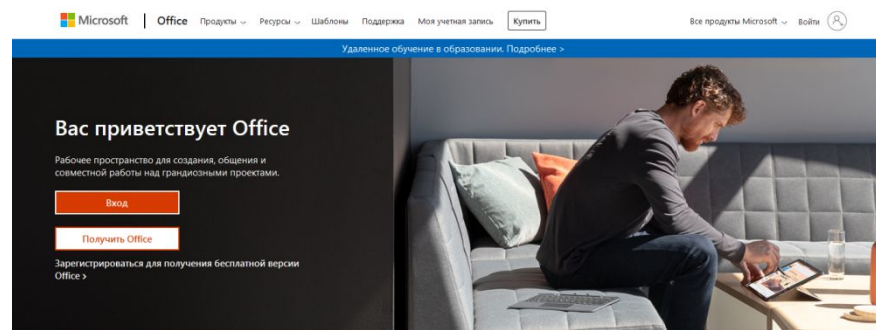 Microsoft | Office Продукты Ресурсы Шаблоны Поддержка Моя учетная запись Купить Все продукты Microsoft Войти
Удаленное обучение в образовании. Подробнее >
Вас приветствует Office
Рабочее пространство для создания, общения и
совместной работы над грандиозными проектами.
Вход
Получить Office
Зарегистрироваться для получения бесплатной версии
Office >